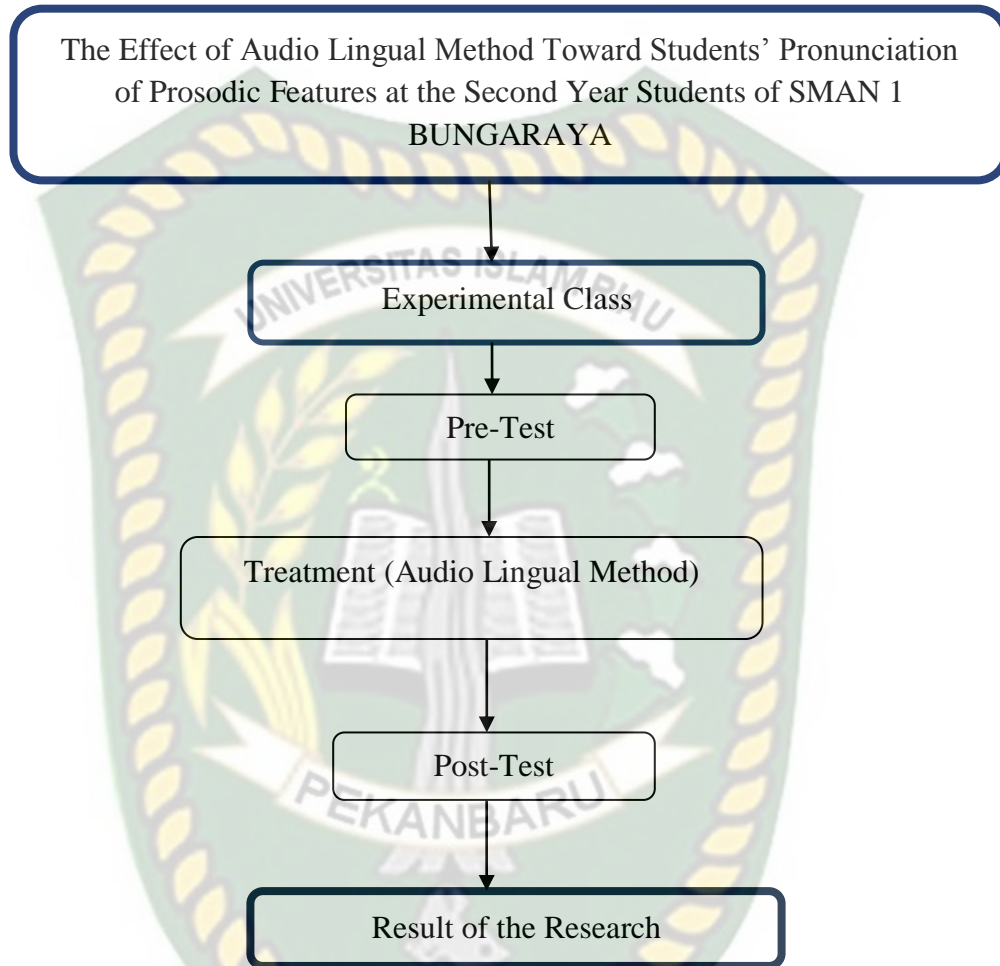 The Effect of Audio Lingual Method Toward Students’ Pronunciation
of Prosodic Features at the Second Year Students of SMAN 1
BUNGARAYA
UNIVERSITAS ISLAM RIAU
Experimental Class
Pre-Test
Treatment (Audio Lingual Method)
Post-Test
PEKANBARU
Result of the Research